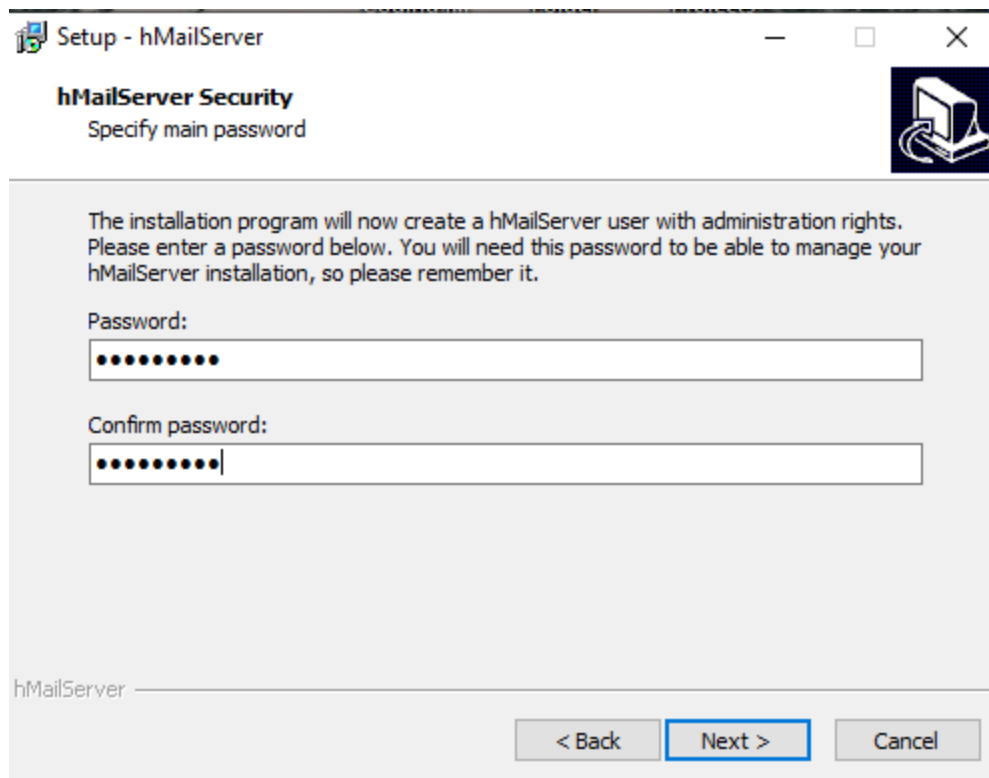 Setup - hMailServer
hMailServer Security
Specify main password
The installation program will now create a hMailServer user with administration rights.
Please enter a password below. You will need this password to be able to manage your
hMailServer installation, so please remember it.
Password:
●●●●●●●●●
Confirm password:
●●●●●●●●●
hMailServer
< Back
Next >
Cancel